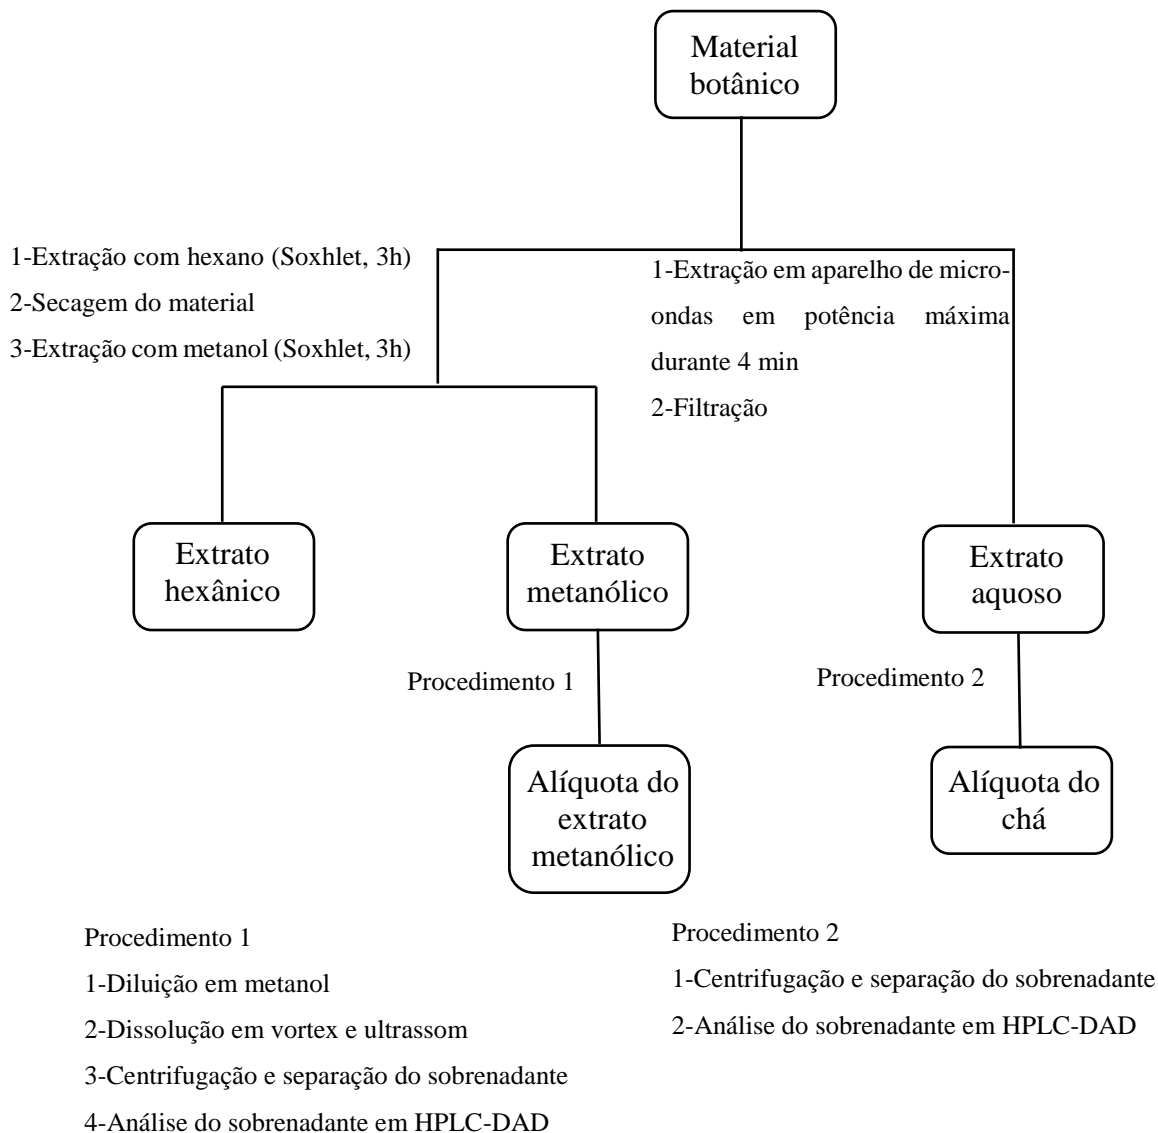 Material
botânico
1-Extração com hexano (Soxhlet, 3h)
2-Secagem do material
3-Extração com metanol (Soxhlet, 3h)
1-Extração em aparelho de micro-
ondas em potência máxima
durante 4 min
2-Filtração
Extrato
hexânico
Extrato
metanólico
Extrato
aquoso
Procedimento 1
Procedimento 2
Alíquota do
extrato
metanólico
Alíquota do
chá
Procedimento 1
1-Diluição em metanol
2-Dissolução em vortex e ultrassom
3-Centrifugação e separação do sobrenadante
4-Análise do sobrenadante em HPLC-DAD
Procedimento 2
1-Centrifugação e separação do sobrenadante
2-Análise do sobrenadante em HPLC-DAD